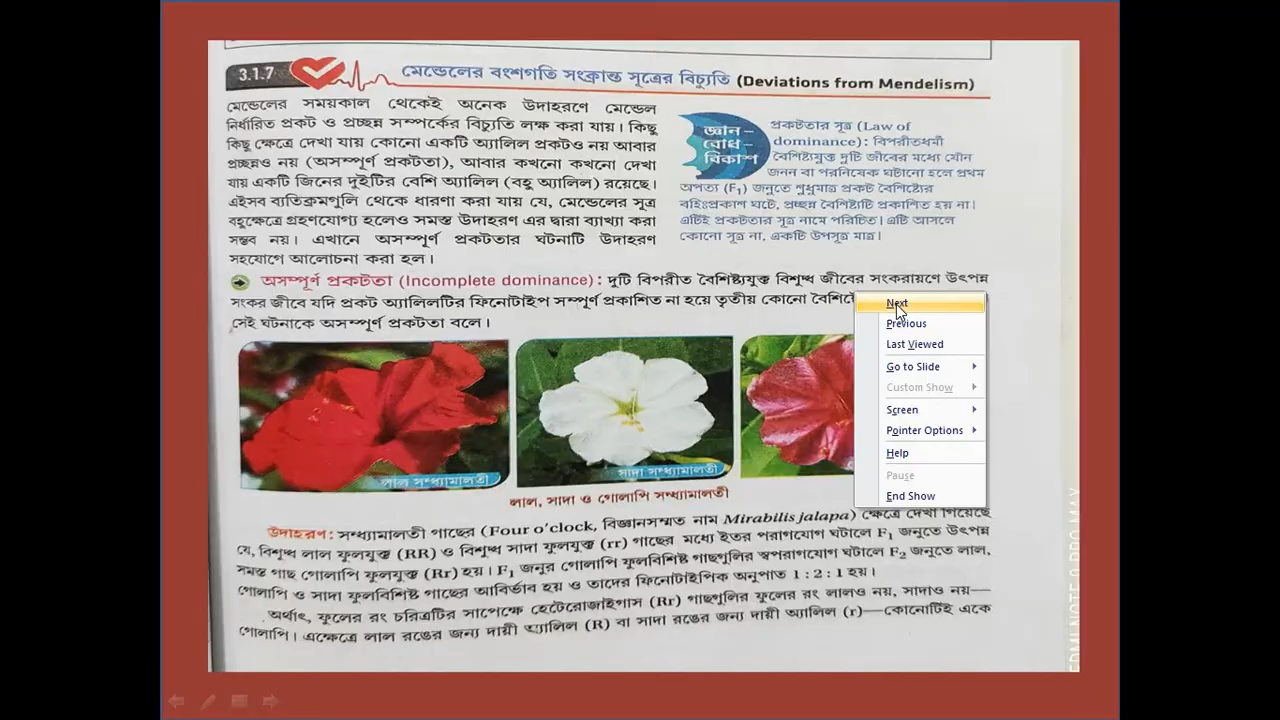 3.1.7 মেন্ডেলের বংশগতি সংক্রান্ত সূত্রের বিচ্যুতি (Deviations from Mendelism)
মেন্ডেলের সময়কাল থেকেই অনেক উদাহরণে মেন্ডেল
নির্ধারিত প্রকট ও প্রচ্ছন্ন সম্পর্কের বিচ্যুতি লক্ষ করা যায়। কিছু
কিছু ক্ষেত্রে দেখা যায় কোনো একটি অ্যালিল প্রকটও নয় আবার
প্রচ্ছন্নও নয় (অসম্পূর্ণ প্রকটতা), আবার কখনো কখনো দেখা
যায় একটি জিনের দুইটির বেশি অ্যালিল (বহু অ্যালিল) রয়েছে।
এইসব ব্যতিক্রমগুলি থেকে ধারণা করা যায় যে, মেন্ডেলের সূত্র
বহুক্ষেত্রে গ্রহণযোগ্য হলেও সমস্ত উদাহরণ এর দ্বারা ব্যাখ্যা করা
সম্ভব নয়। এখানে অসম্পূর্ণ প্রকটতার ঘটনাটি উদাহরণ
সহযোগে আলোচনা করা হল।
জ্ঞান–
বোধ–
বিকাশ
প্রকটতার সূত্র (Law of
dominance): বিপরীতধর্মী
বৈশিষ্ট্যযুক্ত দুটি জীবের মধ্যে যৌন
জনন বা পরনিষেক ঘটানো হলে প্রথম
অপত্য (F₁) জনুতে শুধুমাত্র প্রকট বৈশিষ্ট্যের
বহিঃপ্রকাশ ঘটে, প্রচ্ছন্ন বৈশিষ্ট্যটি প্রকাশিত হয় না।
এটিই প্রকটতার সূত্র নামে পরিচিত। এটি আসলে
কোনো সূত্র না, একটি উপসূত্র মাত্র।
অসম্পূর্ণ প্রকটতা (Incomplete dominance): দুটি বিপরীত বৈশিষ্ট্যযুক্ত বিশুদ্ধ জীবের সংকরায়ণে উৎপন্ন
সংকর জীবে যদি প্রকট অ্যালিলটির ফিনোটাইপ সম্পূর্ণ প্রকাশিত না হয়ে তৃতীয় কোনো
সেই ঘটনাকে অসম্পূর্ণ প্রকটতা বলে।
লাল সন্ধ্যামালতী
সাদা সন্ধ্যামালতী
লাল, সাদা ও গোলাপি সন্ধ্যামালতী
উদাহরণ: সন্ধ্যামালতী গাছের (Four o'clock, বিজ্ঞানসম্মত নাম Mirabilis jalapa) ক্ষেত্রে দেখা গিয়েছে
যে, বিশুদ্ধ লাল ফুলযুক্ত (RR) ও বিশুদ্ধ সাদা ফুলযুক্ত (rr) গাছের মধ্যে ইতর পরাগযোগ ঘটালে F₁ জনুতে উৎপন্ন
সমস্ত গাছ গোলাপি ফুলযুক্ত (Rr) হয়। F₁ জনুর গোলাপি ফুলবিশিষ্ট গাছগুলির স্বপরাগযোগ ঘটালে F₂ জনুতে লাল,
গোলাপি ও সাদা ফুলবিশিষ্ট গাছের আবির্ভাব হয় ও তাদের ফিনোটাইপিক অনুপাত 1:2:1 হয়।
অর্থাৎ, ফুলের রং চরিত্রটির সাপেক্ষে হেটেরোজাইগাস (Rr) গাছগুলির ফুলের রং লালও নয়, সাদাও নয়—
গোলাপি। এক্ষেত্রে লাল রঙের জন্য দায়ী অ্যালিল (R) বা সাদা রঙের জন্য দায়ী অ্যালিল (r)—কোনোটিই একে
Next
Previous
Last Viewed
Go to Slide
Custom Show
Screen
Pointer Options
Help
Pause
End Show